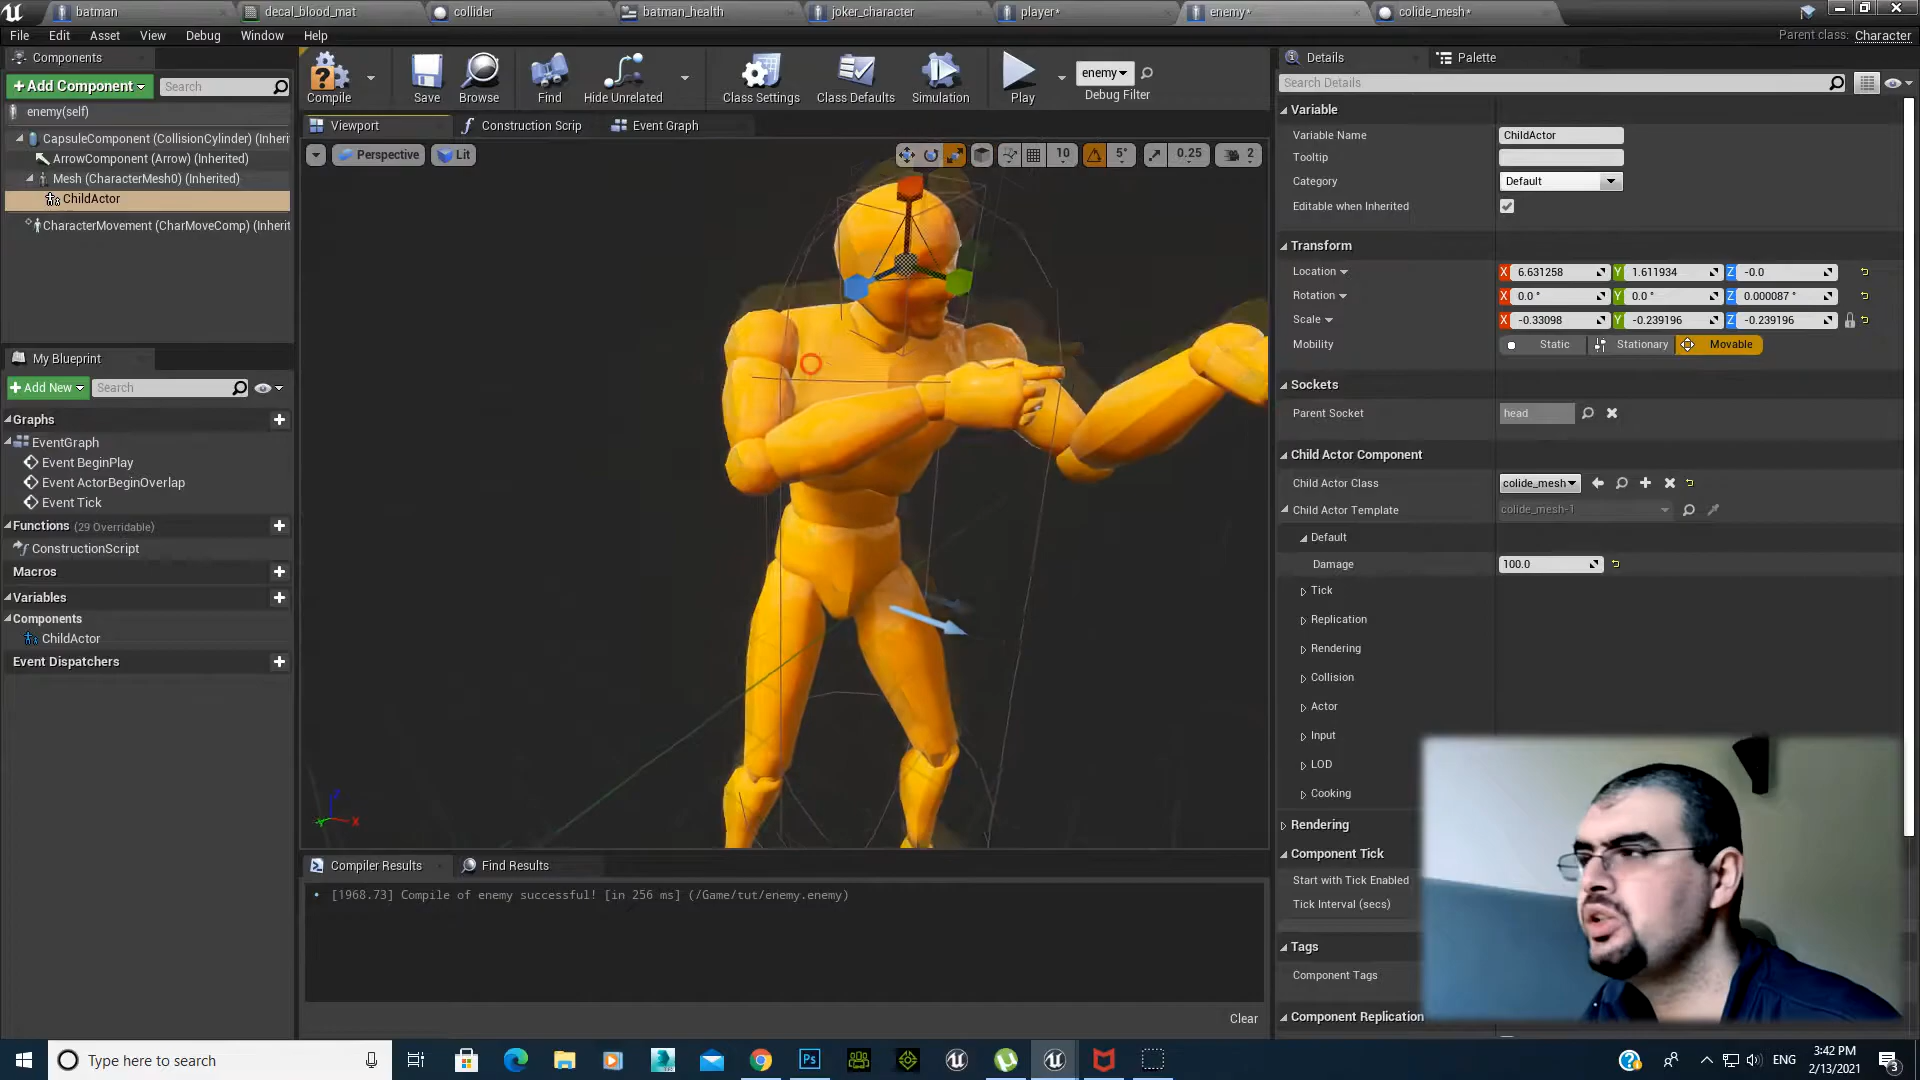 batman
decal_blood_mat
collider
batman_health
joker_character
player*
enemy*
colide_mesh*
File Edit Asset View Debug Window Help
Parent class: Character
Components
+Add Component
Search
enemy(self)
CapsuleComponent (CollisionCylinder) (Inheri
ArrowComponent (Arrow) (Inherited)
Mesh (CharacterMesh0) (Inherited)
ChildActor
CharacterMovement (CharMoveComp) (Inherit
My Blueprint
+Add New
Search
Graphs
EventGraph
Event BeginPlay
Event ActorBeginOverlap
Event Tick
Functions (29 Overridable)
ConstructionScript
Macros
Variables
Components
ChildActor
Event Dispatchers
Compile
Save
Browse
Find
Hide Unrelated
Class Settings
Class Defaults
Simulation
Play
enemy
Debug Filter
Viewport
Construction Scrip
Event Graph
Perspective
Lit
10
5°
0.25
2
Z
Y
X
Compiler Results
Find Results
[1968.73] Compile of enemy successful! [in 256 ms] (/Game/tut/enemy.enemy)
Clear
Details
Palette
Search Details
Variable
Variable Name ChildActor
Tooltip
Category Default
Editable when Inherited
Transform
Location X 6.631258 Y 1.611934 Z -0.0
Rotation X 0.0 ° Y 0.0 ° Z 0.000087 °
Scale X -0.33098 Y -0.239196 Z -0.239196
Mobility Static Stationary Movable
Sockets
Parent Socket head
Child Actor Component
Child Actor Class colide_mesh
Child Actor Template colide_mesh-1
Default
Damage 100.0
Tick
Replication
Rendering
Collision
Actor
Input
LOD
Cooking
Rendering
Component Tick
Start with Tick Enabled
Tick Interval (secs)
Tags
Component Tags
Component Replication
Type here to search
Ps
ENG
3:42 PM
2/13/2021
3